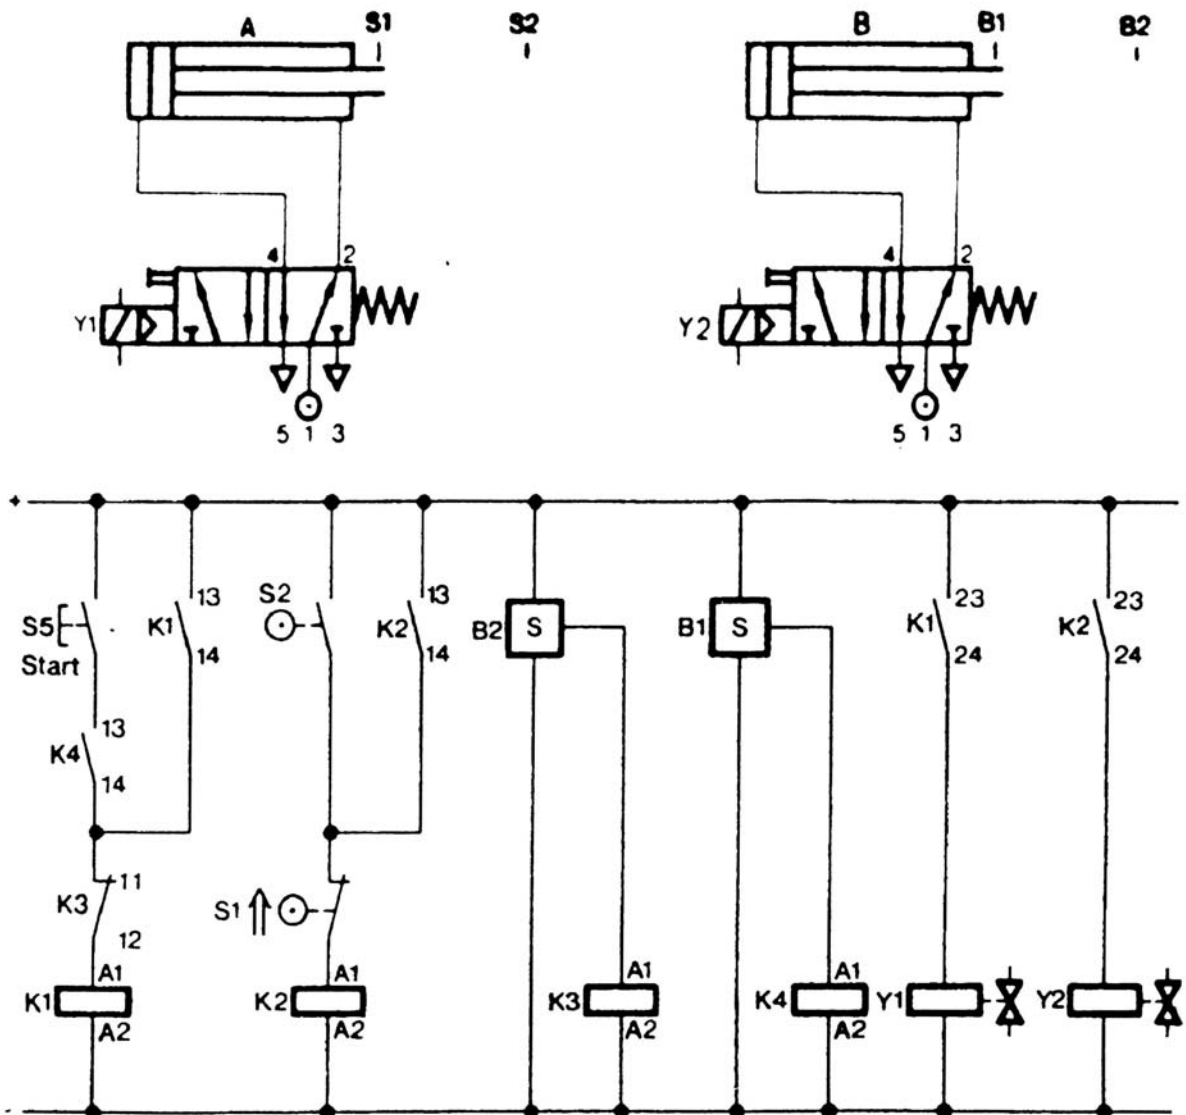 A S1 S2 B B1 B2
4 2 4 2
Y1 Y2
5 1 3 5 1 3
+
S5 K1 13 14 S2 K2 13 14 B2 S B1 S K1 23 24 K2 23 24
Start
K4 13 14
K3 11 12 S1
K1 A1 A2 K2 A1 A2 K3 A1 A2 K4 A1 A2 Y1 Y2
-